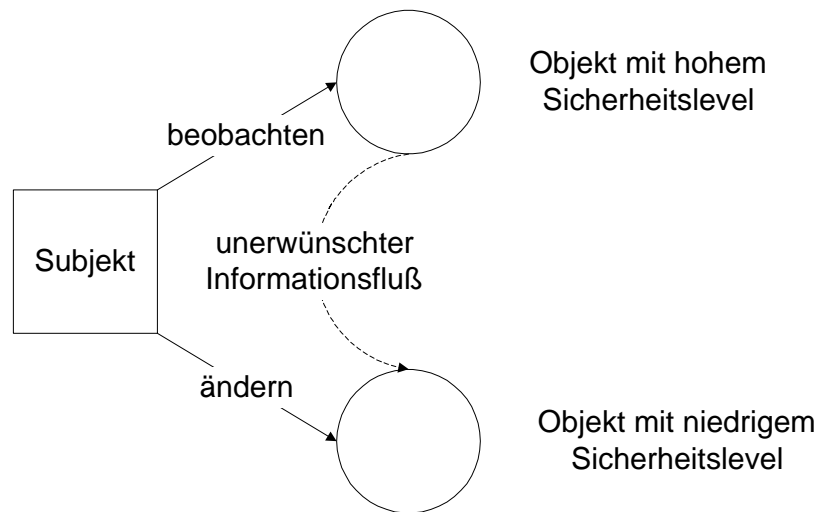 Objekt mit hohem
Sicherheitslevel
beobachten
unerwünschter
Informationsfluß
Subjekt
ändern
Objekt mit niedrigem
Sicherheitslevel